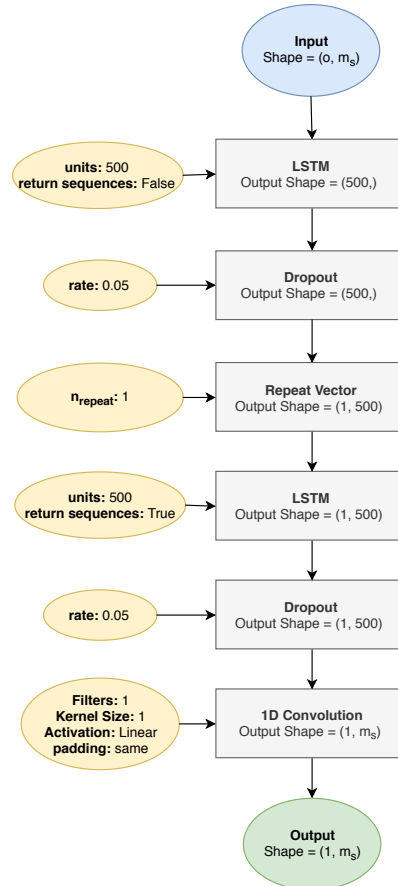 Input
Shape = (o, mₛ)
units: 500
return sequences: False
LSTM
Output Shape = (500,)
rate: 0.05
Dropout
Output Shape = (500,)
nrepeat: 1
Repeat Vector
Output Shape = (1, 500)
units: 500
return sequences: True
LSTM
Output Shape = (1, 500)
rate: 0.05
Dropout
Output Shape = (1, 500)
Filters: 1
Kernel Size: 1
Activation: Linear
padding: same
1D Convolution
Output Shape = (1, mₛ)
Output
Shape = (1, mₛ)